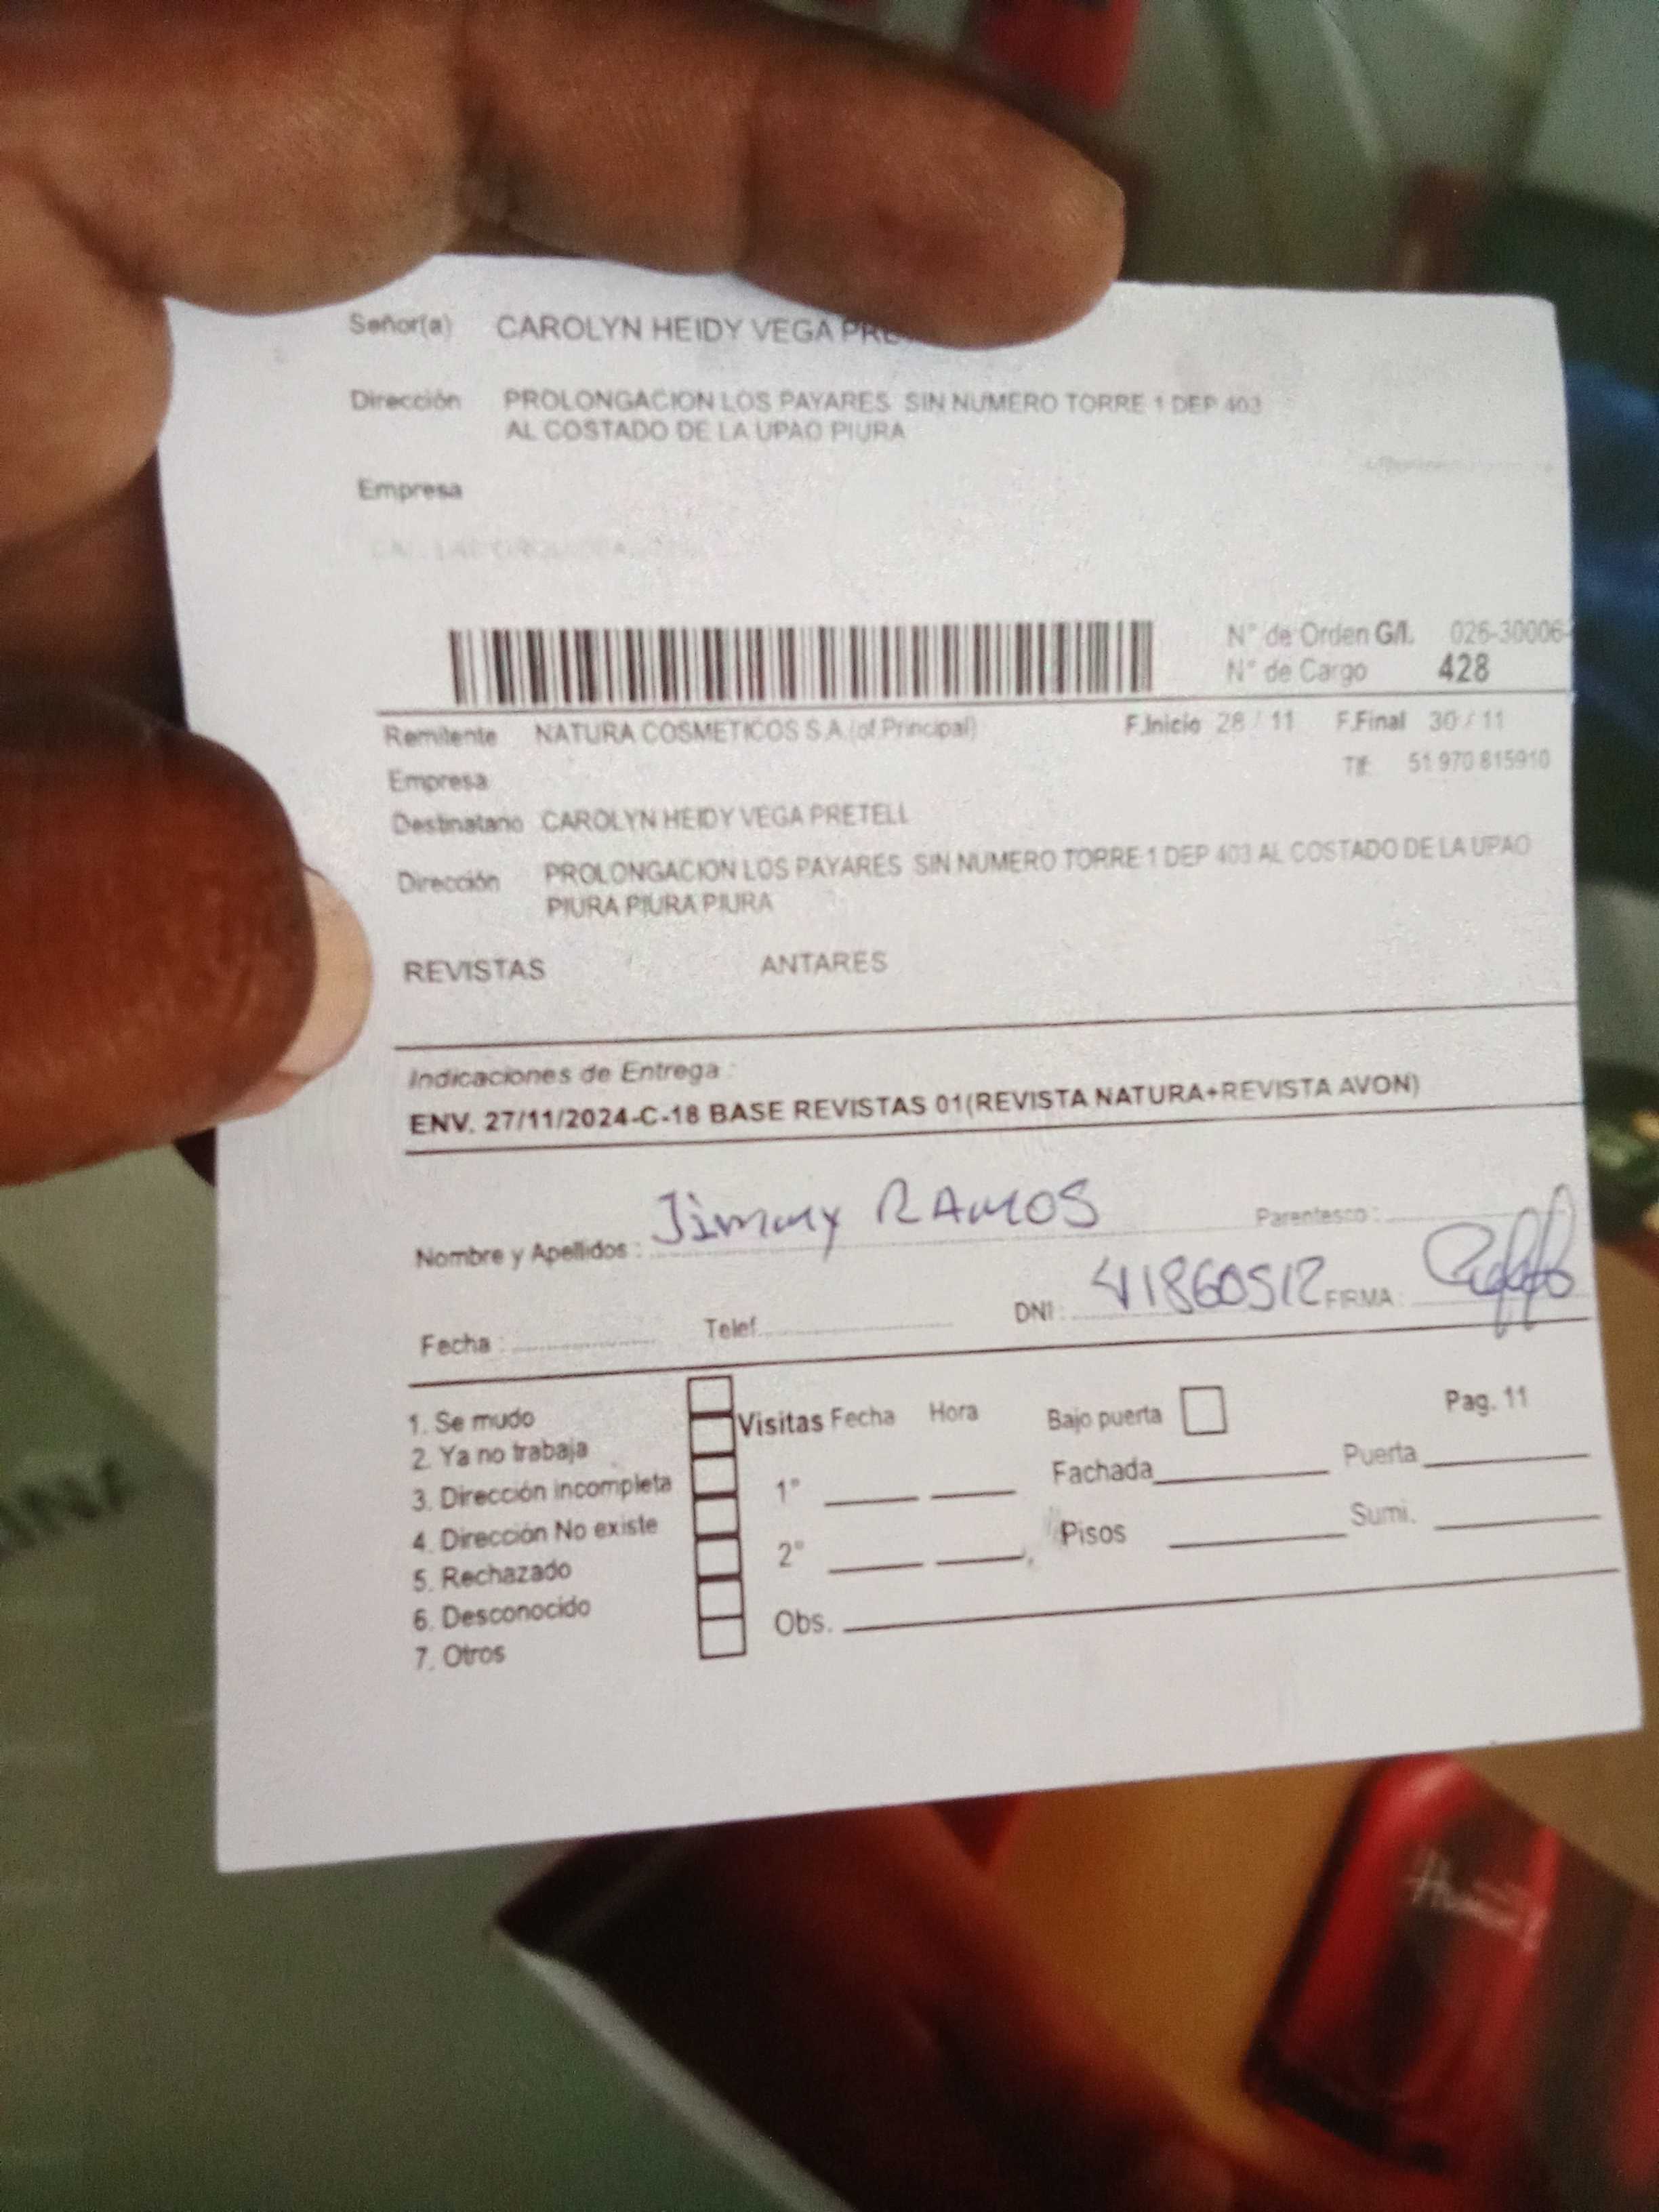 Señor(a) CAROLYN HEIDY VEGA
Dirección PROLONGACION LOS PAYARES SIN NUMERO TORRE 1 DEP 403
AL COSTADO DE LA UPAO PIURA
Empresa
N° de Orden G/I. 026-30006-
N° de Cargo 428
Remitente NATURA COSMETICOS S.A (of.Principal) F.Inicio 28 / 11 F.Final 30 / 11
Empresa Tlf: 51 970 815910
Destinatario CAROLYN HEIDY VEGA PRETELL
Dirección PROLONGACION LOS PAYARES SIN NUMERO TORRE 1 DEP 403 AL COSTADO DE LA UPAO
PIURA PIURA PIURA
REVISTAS ANTARES
Indicaciones de Entrega :
ENV. 27/11/2024-C-18 BASE REVISTAS 01(REVISTA NATURA+REVISTA AVON)
Nombre y Apellidos : Jimmy RAMOS Parentesco :
Fecha : Telef. DNI : 41860512 FIRMA :
1. Se mudo
2. Ya no trabaja
3. Dirección incompleta
4. Dirección No existe
5. Rechazado
6. Desconocido
7. Otros
Visitas Fecha Hora Bajo puerta Pag. 11
1° Fachada Puerta
2° Pisos Sumi.
Obs.